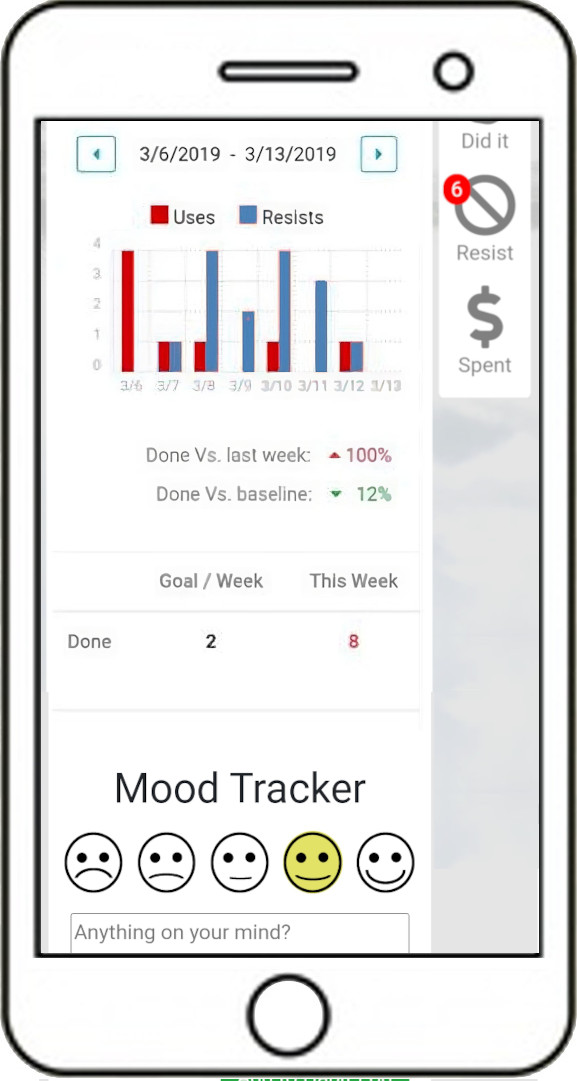 3/6/2019 - 3/13/2019
Uses Resists
4
3
2
1
0
3/6 3/7 3/8 3/9 3/10 3/11 3/12 3/13
Done Vs. last week: 100%
Done Vs. baseline: 12%
Goal / Week This Week
Done 2 8
Mood Tracker
Anything on your mind?
Did it
6
Resist
$
Spent